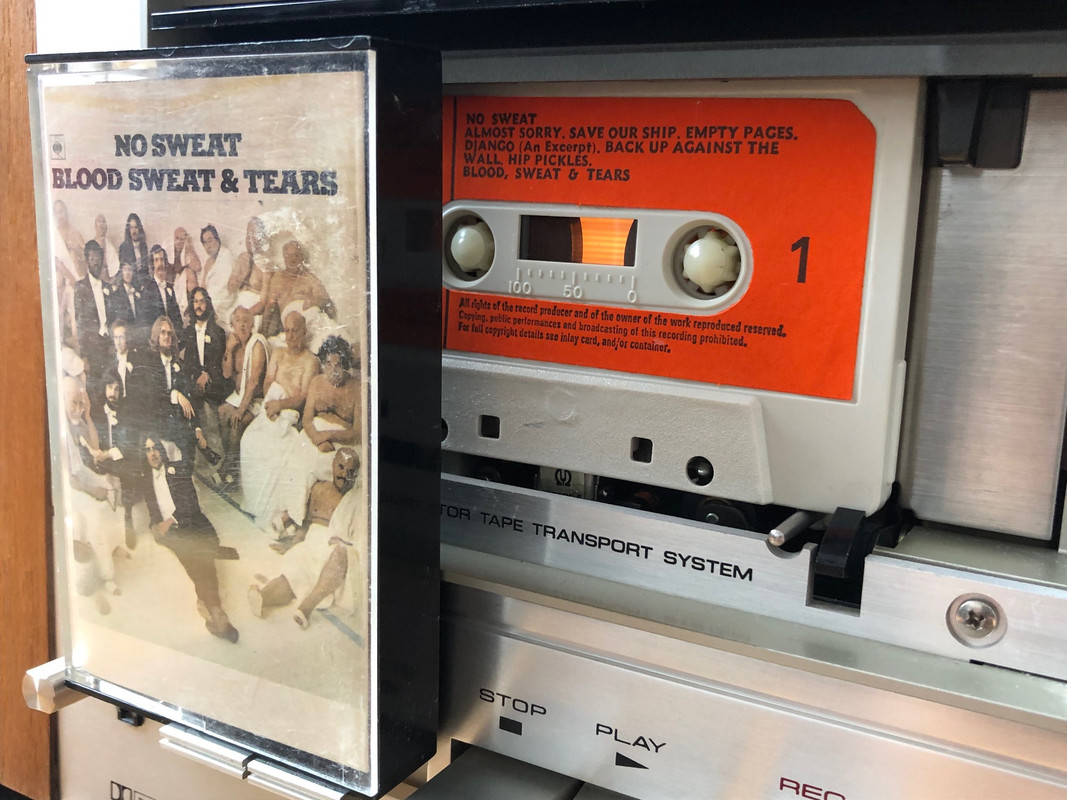 NO SWEAT
BLOOD SWEAT & TEARS
NO SWEAT
ALMOST SORRY. SAVE OUR SHIP. EMPTY PAGES.
DJANGO (An Excerpt). BACK UP AGAINST THE
WALL. HIP PICKLES.
BLOOD, SWEAT & TEARS
1
100 50 0
All rights of the record producer and of the owner of the work reproduced reserved.
Copying, public performances and broadcasting of this recording prohibited.
For full copyright details see inlay card, and/or container.
TOR TAPE TRANSPORT SYSTEM
STOP
PLAY
REC